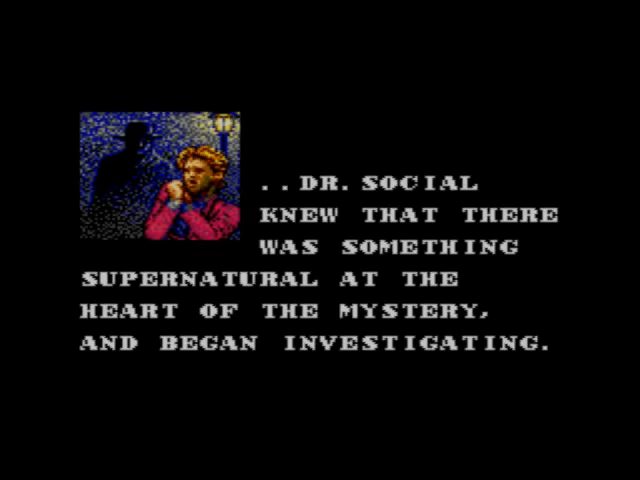 ..DR.SOCIAL
KNEW THAT THERE
WAS SOMETHING
SUPERNATURAL AT THE
HEART OF THE MYSTERY,
AND BEGAN INVESTIGATING.